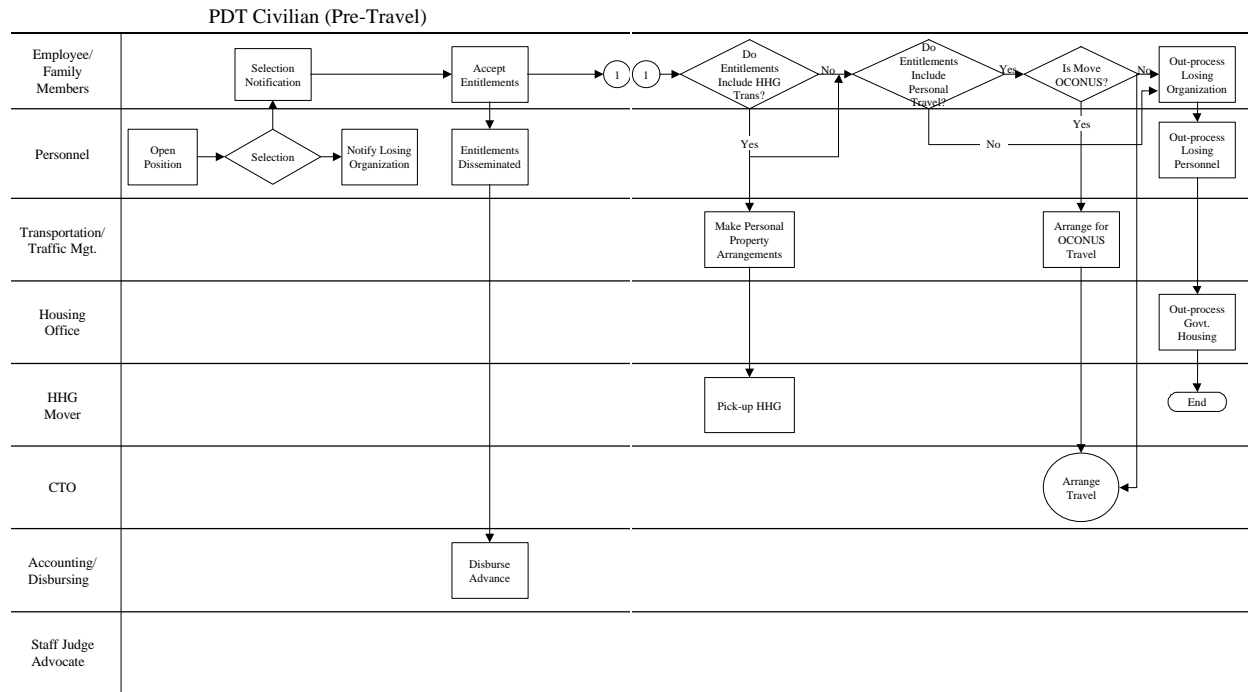 PDT Civilian (Pre-Travel)
Employee/
Family
Members
Selection
Notification
Accept
Entitlements
1
1
Do
Entitlements
Include HHG
Trans?
No
Do
Entitlements
Include
Personal
Travel?
Yes
Is Move
OCONUS?
No
Out-process
Losing
Organization
Personnel
Open
Position
Selection
Notify Losing
Organization
Entitlements
Disseminated
Yes
No
Yes
Out-process
Losing
Personnel
Transportation/
Traffic Mgt.
Make Personal
Property
Arrangements
Arrange for
OCONUS
Travel
Housing
Office
Out-process
Govt.
Housing
HHG
Mover
Pick-up HHG
End
CTO
Arrange
Travel
Accounting/
Disbursing
Disburse
Advance
Staff Judge
Advocate